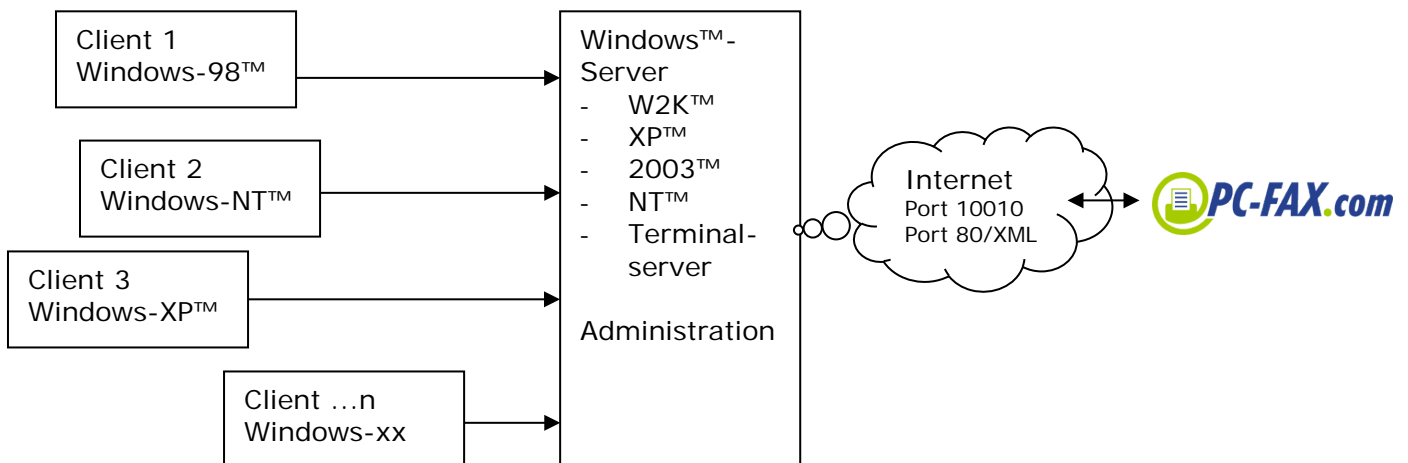 Client 1
Windows-98™
Client 2
Windows-NT™
Client 3
Windows-XP™
Client …n
Windows-xx
Windows™-
Server
- W2K™
- XP™
- 2003™
- NT™
- Terminal-
server
Administration
Internet
Port 10010
Port 80/XML
PC-FAX.com